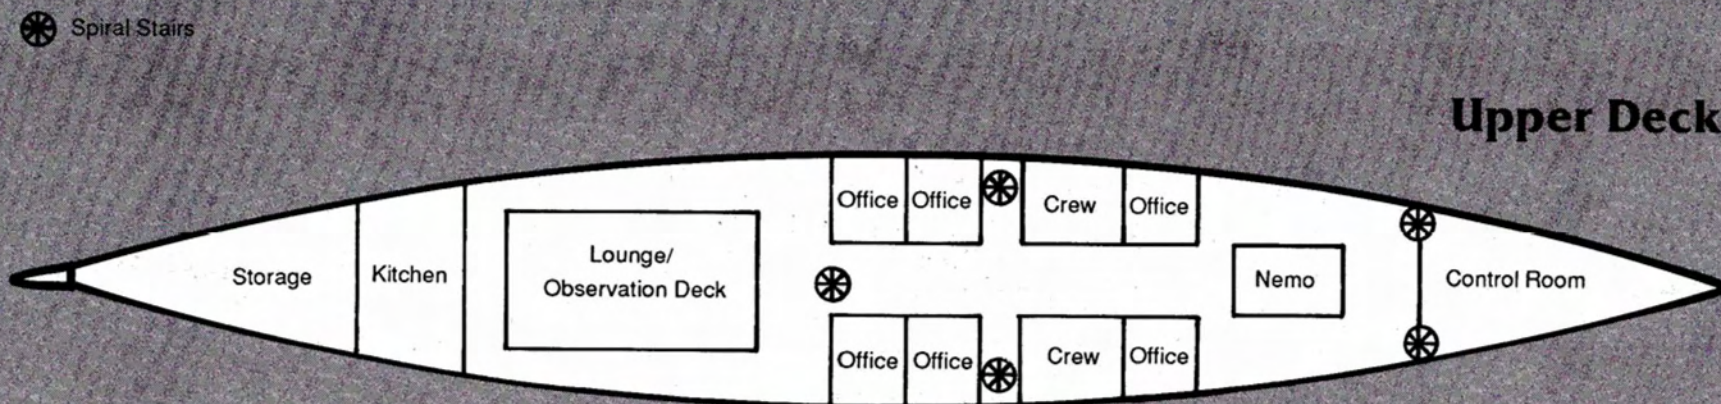 Spiral Stairs
Upper Deck
Office Office Crew Office
Lounge/
Observation Deck
Storage
Kitchen
Nemo
Control Room
Office Office Crew Office